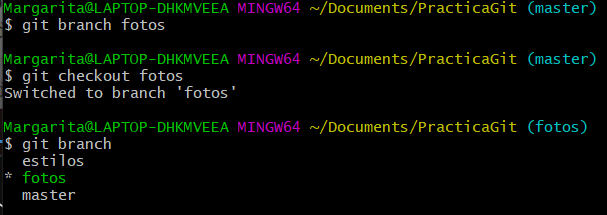 Margarita@LAPTOP-DHKMVEEA MINGW64 ~/Documents/PracticaGit (master)
$ git branch fotos
Margarita@LAPTOP-DHKMVEEA MINGW64 ~/Documents/PracticaGit (master)
$ git checkout fotos
Switched to branch 'fotos'
Margarita@LAPTOP-DHKMVEEA MINGW64 ~/Documents/PracticaGit (fotos)
$ git branch
estilos
* fotos
master